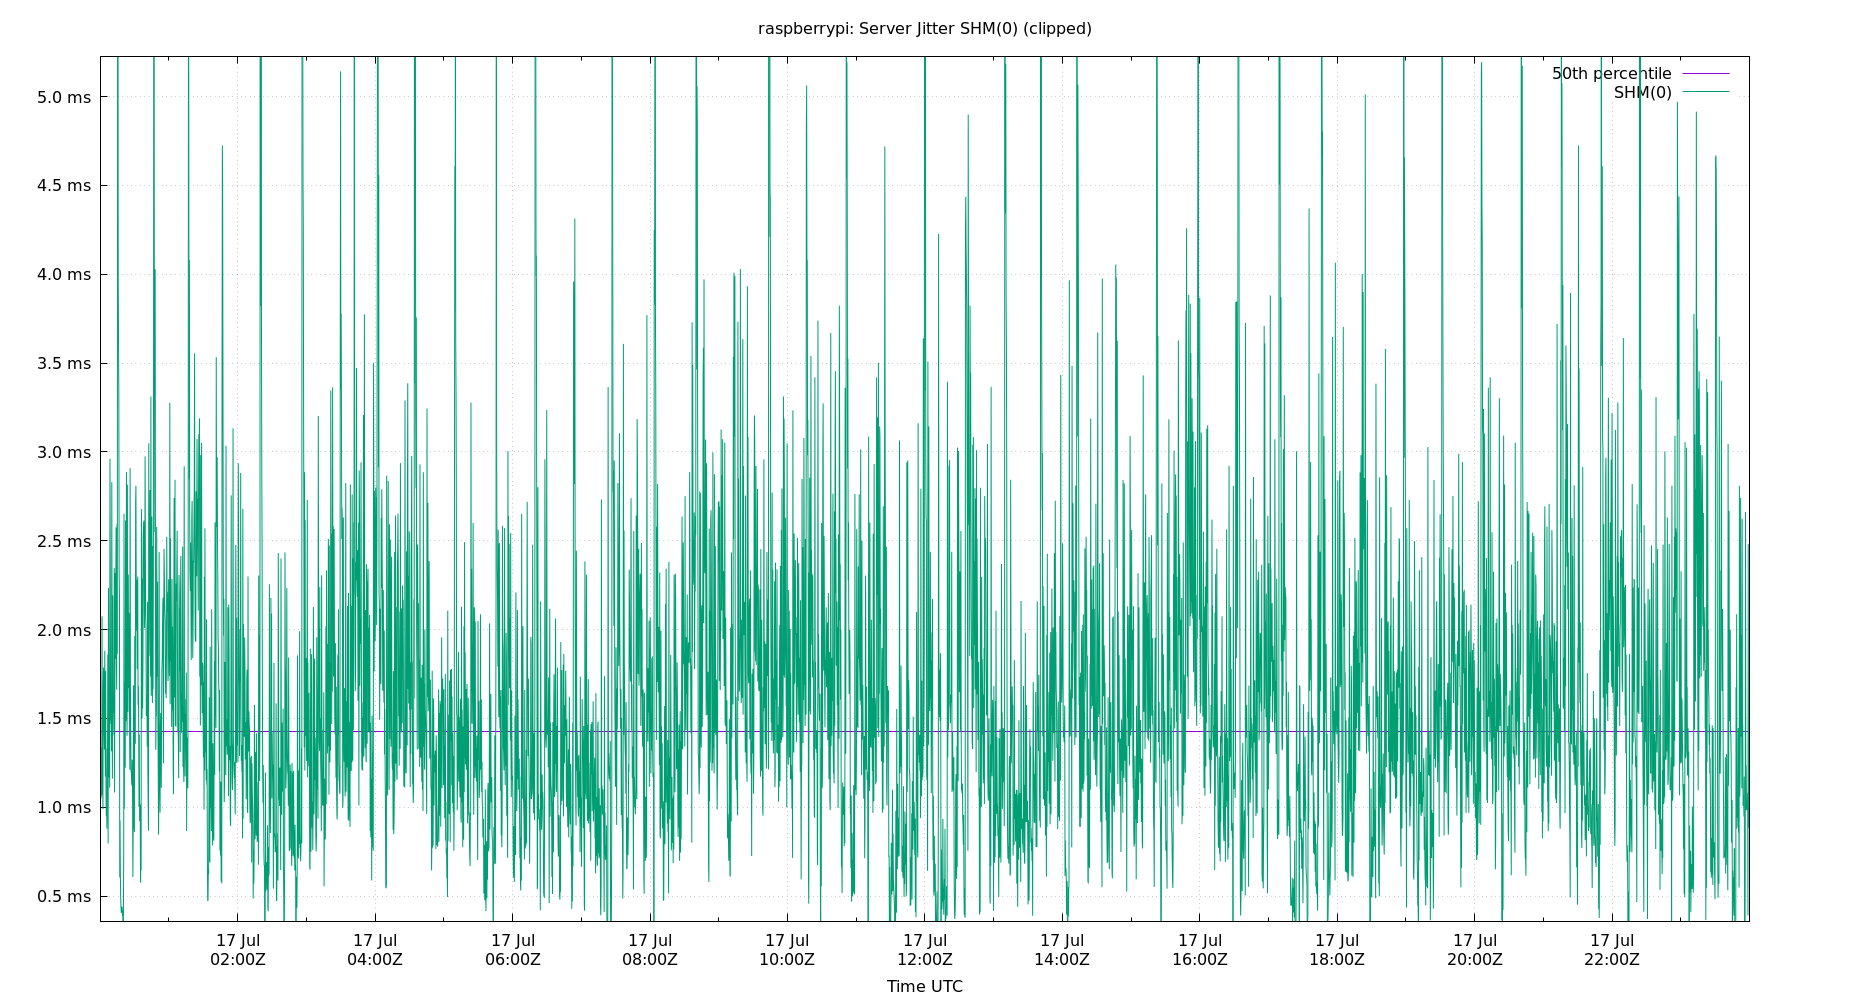 raspberrypi: Server Jitter SHM(0) (clipped)
50th percentile
SHM(0)
5.0 ms
4.5 ms
4.0 ms
3.5 ms
3.0 ms
2.5 ms
2.0 ms
1.5 ms
1.0 ms
0.5 ms
17 Jul 17 Jul 17 Jul 17 Jul 17 Jul 17 Jul 17 Jul 17 Jul 17 Jul 17 Jul 17 Jul
02:00Z 04:00Z 06:00Z 08:00Z 10:00Z 12:00Z 14:00Z 16:00Z 18:00Z 20:00Z 22:00Z
Time UTC